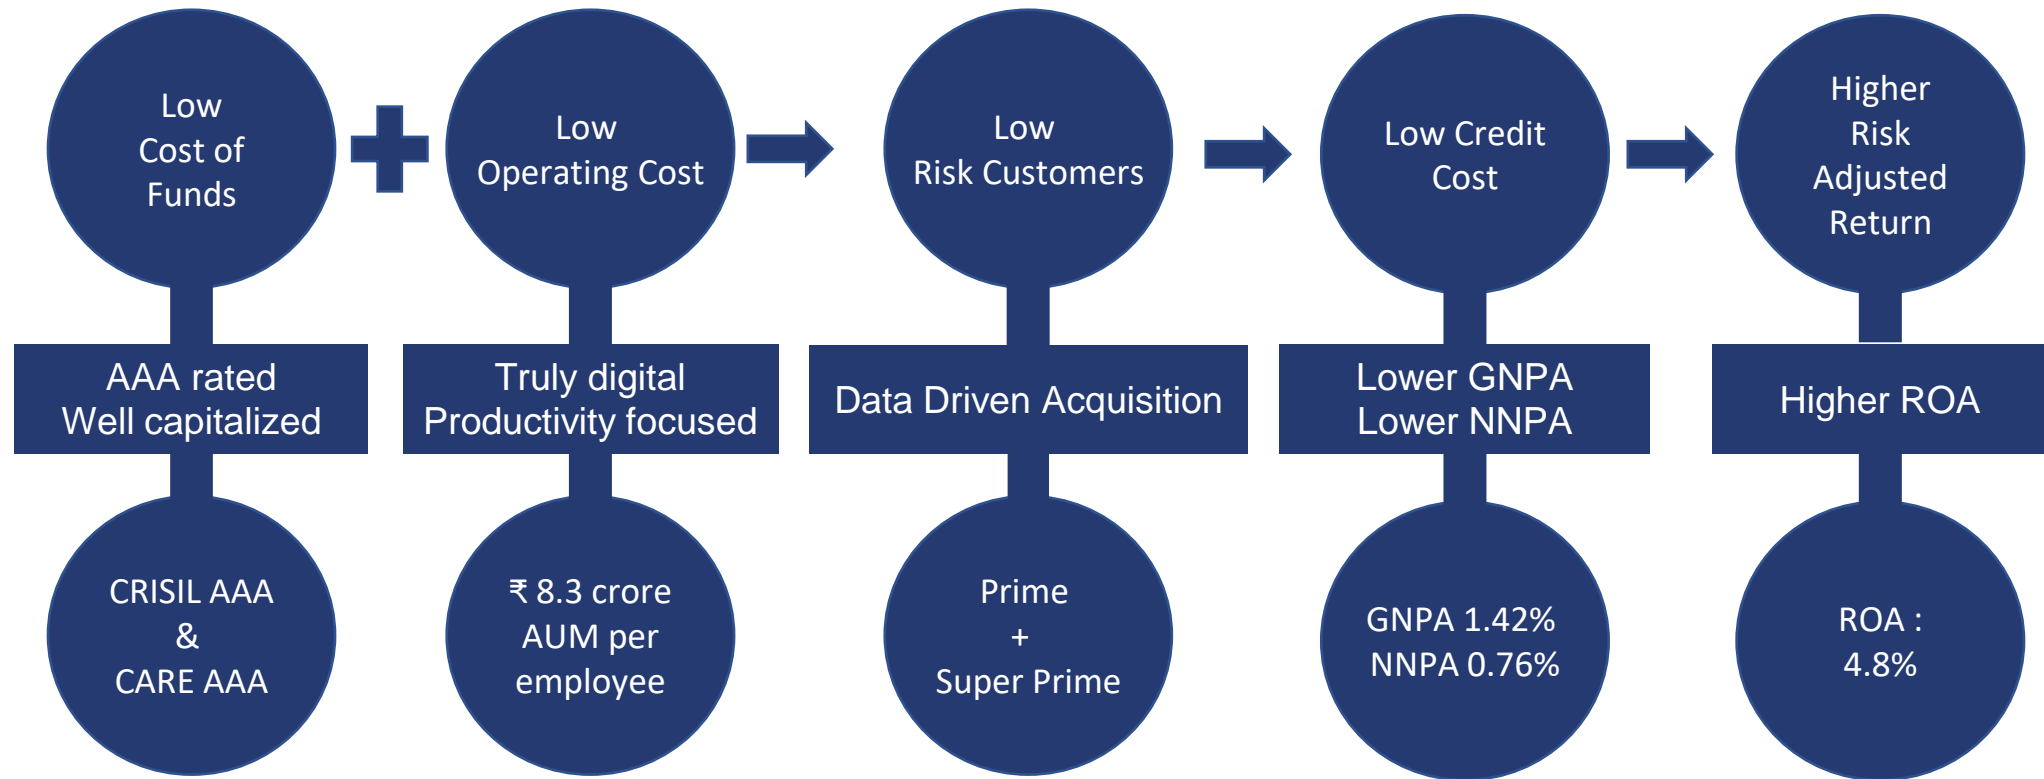 Low
Cost of
Funds
Low
Operating Cost
Low
Risk Customers
Low Credit
Cost
Higher
Risk
Adjusted
Return
AAA rated
Well capitalized
Truly digital
Productivity focused
Data Driven Acquisition
Lower GNPA
Lower NNPA
Higher ROA
CRISIL AAA
&
CARE AAA
₹ 8.3 crore
AUM per
employee
Prime
+
Super Prime
GNPA 1.42%
NNPA 0.76%
ROA :
4.8%